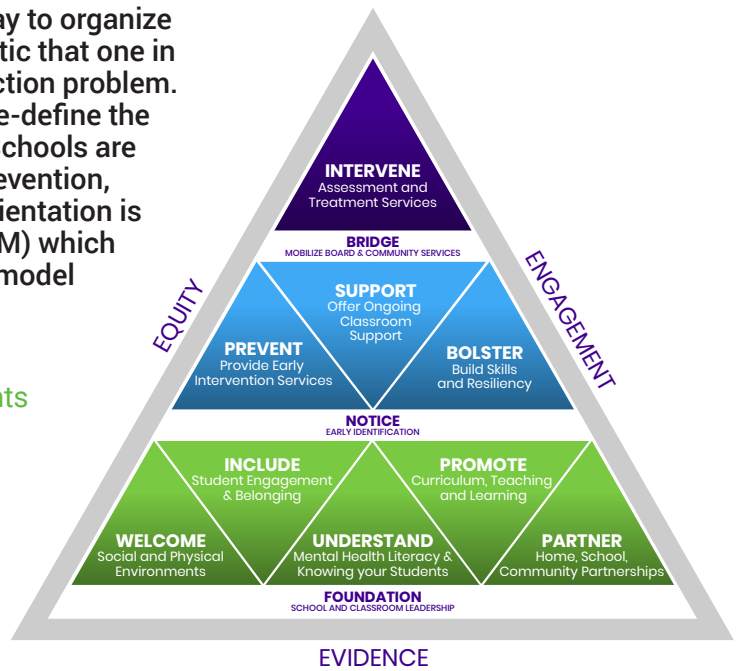 ay to organize
tic that one in
ction problem.
e-define the
Schools are
evention,
ientation is
M) which
model
nts
INTERVENE
Assessment and
Treatment Services
BRIDGE
MOBILIZE BOARD & COMMUNITY SERVICES
EQUITY
ENGAGEMENT
SUPPORT
Offer Ongoing
Classroom
Support
PREVENT
Provide Early
Intervention Services
BOLSTER
Build Skills
and Resiliency
NOTICE
EARLY IDENTIFICATION
INCLUDE
Student Engagement
& Belonging
PROMOTE
Curriculum, Teaching
and Learning
WELCOME
Social and Physical
Environments
UNDERSTAND
Mental Health Literacy &
Knowing your Students
PARTNER
Home, School,
Community Partnerships
FOUNDATION
SCHOOL AND CLASSROOM LEADERSHIP
EVIDENCE